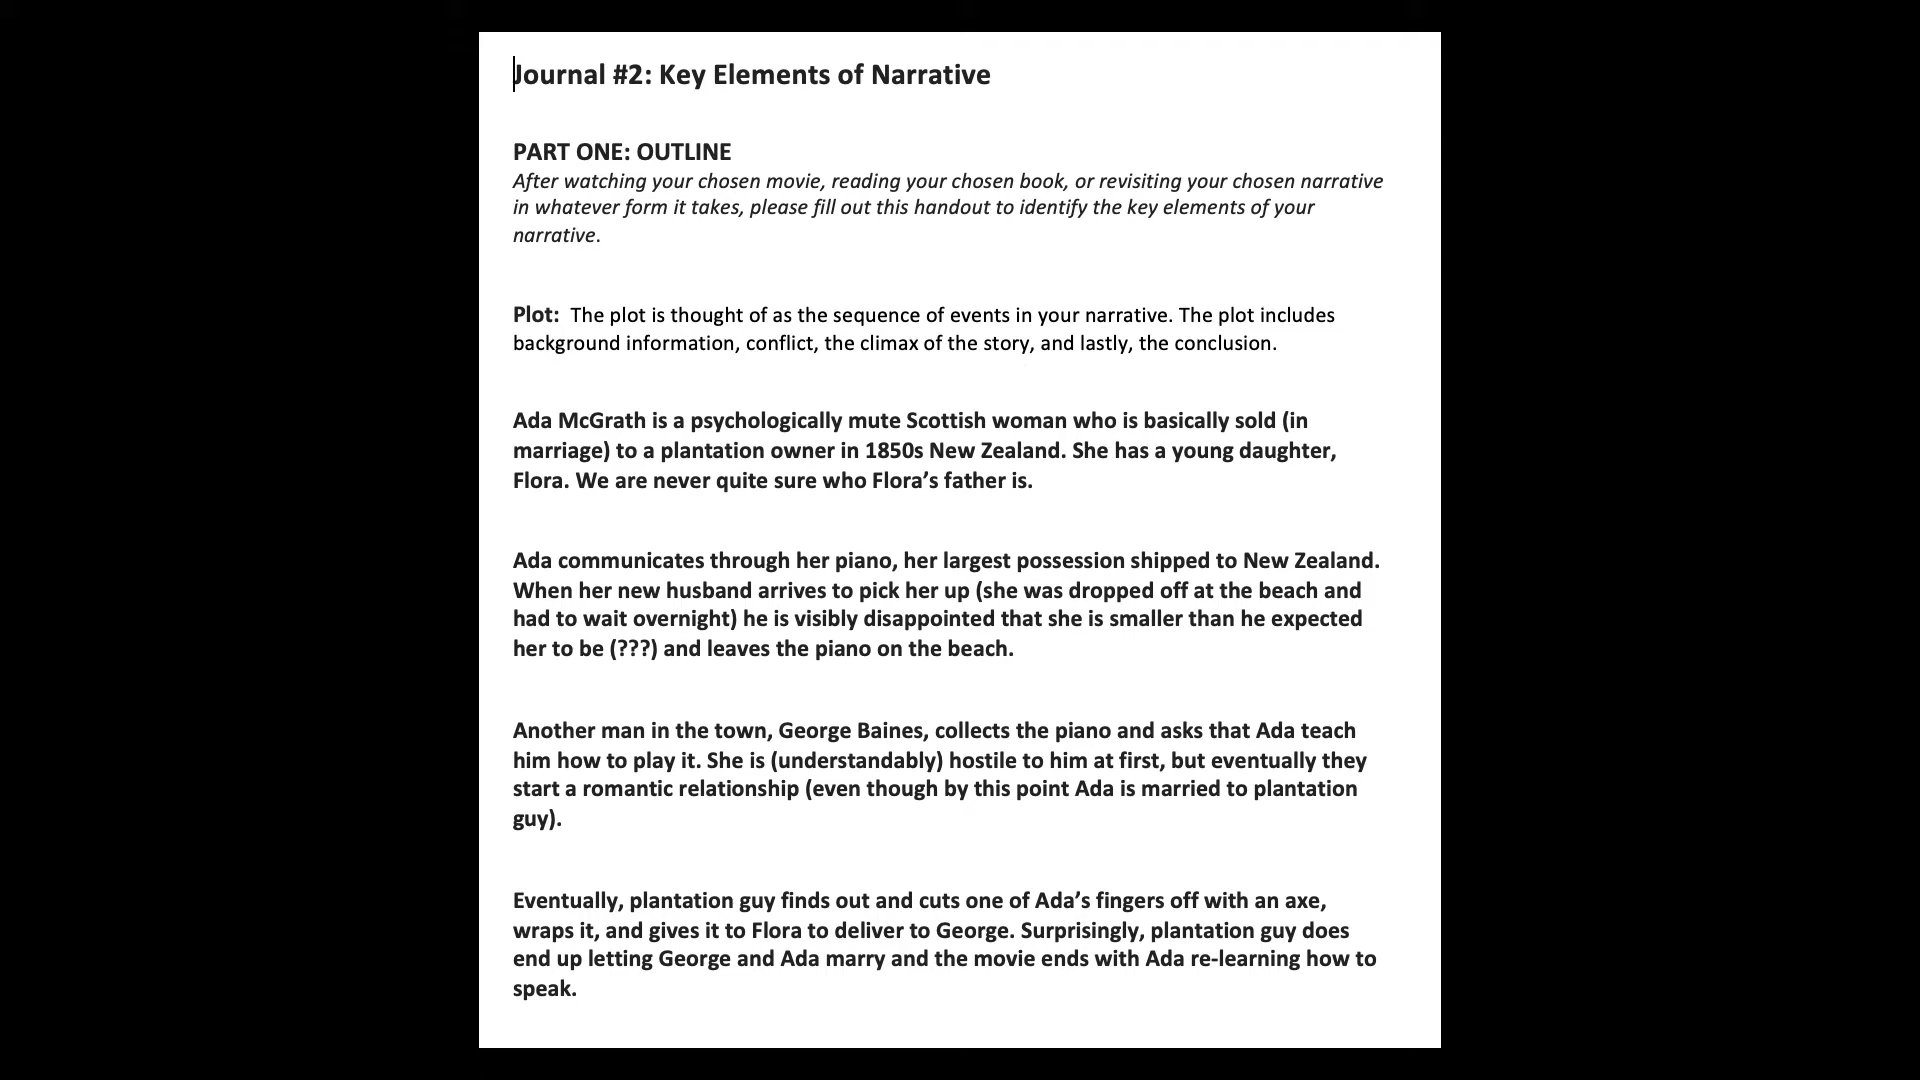 Journal #2: Key Elements of Narrative
PART ONE: OUTLINE
After watching your chosen movie, reading your chosen book, or revisiting your chosen narrative
in whatever form it takes, please fill out this handout to identify the key elements of your
narrative.
Plot: The plot is thought of as the sequence of events in your narrative. The plot includes
background information, conflict, the climax of the story, and lastly, the conclusion.
Ada McGrath is a psychologically mute Scottish woman who is basically sold (in
marriage) to a plantation owner in 1850s New Zealand. She has a young daughter,
Flora. We are never quite sure who Flora’s father is.
Ada communicates through her piano, her largest possession shipped to New Zealand.
When her new husband arrives to pick her up (she was dropped off at the beach and
had to wait overnight) he is visibly disappointed that she is smaller than he expected
her to be (???) and leaves the piano on the beach.
Another man in the town, George Baines, collects the piano and asks that Ada teach
him how to play it. She is (understandably) hostile to him at first, but eventually they
start a romantic relationship (even though by this point Ada is married to plantation
guy).
Eventually, plantation guy finds out and cuts one of Ada’s fingers off with an axe,
wraps it, and gives it to Flora to deliver to George. Surprisingly, plantation guy does
end up letting George and Ada marry and the movie ends with Ada re-learning how to
speak.